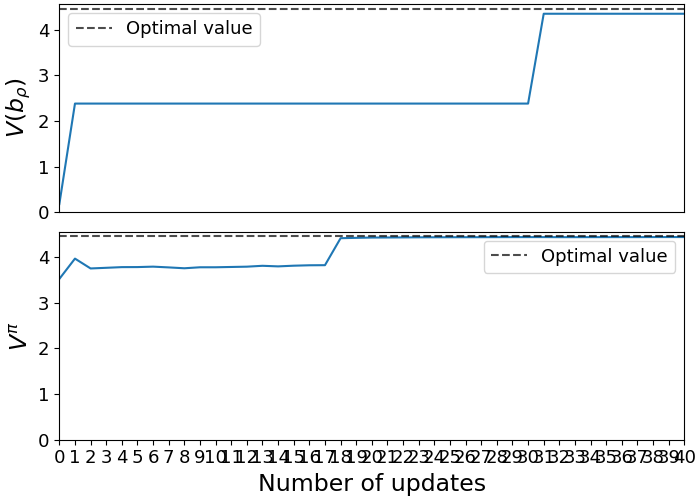 V(b_ρ)
4
3
2
1
0
Optimal value
V^π
4
3
2
1
0
Optimal value
0 1 2 3 4 5 6 7 8 9 10 11 12 13 14 15 16 17 18 19 20 21 22 23 24 25 26 27 28 29 30 31 32 33 34 35 36 37 38 39 40
Number of updates